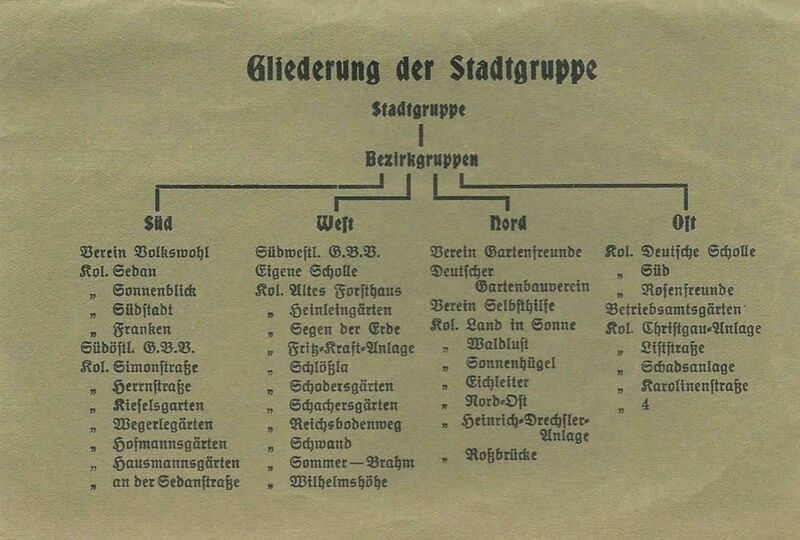 Gliederung der Stadtgruppe
Stadtgruppe
Bezirkgruppen
Süd
Verein Volkswohl
Kol. Sedan
„ Sonnenblick
„ Südstadt
„ Franken
Südöstl. G.B.V.
Kol. Simonstraße
„ Herrnstraße
„ Kieselsgarten
„ Wegerlegärten
„ Hofmannsgärten
„ Hausmannsgärten
„ an der Sedanstraße
West
Südwestl. G.B.V.
Eigene Scholle
Kol. Altes Forsthaus
„ Heinleingärten
„ Segen der Erde
„ Fritz-Kraft-Anlage
„ Schlößla
„ Schodersgärten
„ Schachersgärten
„ Reichsbodenweg
„ Schwand
„ Sommer—Brahm
„ Wilhelmshöhe
Nord
Verein Gartenfreunde
Deutscher
Gartenbauverein
Verein Selbsthilfe
Kol. Land in Sonne
„ Waldlust
„ Sonnenhügel
„ Eichleiter
„ Nord-Ost
„ Heinrich-Drechsler-
Anlage
„ Roßbrücke
Ost
Kol. Deutsche Scholle
„ Süd
„ Rosenfreunde
Betriebsamtsgärten
Kol. Christgau-Anlage
„ Liststraße
„ Schadsanlage
„ Karolinenstraße
„ 4